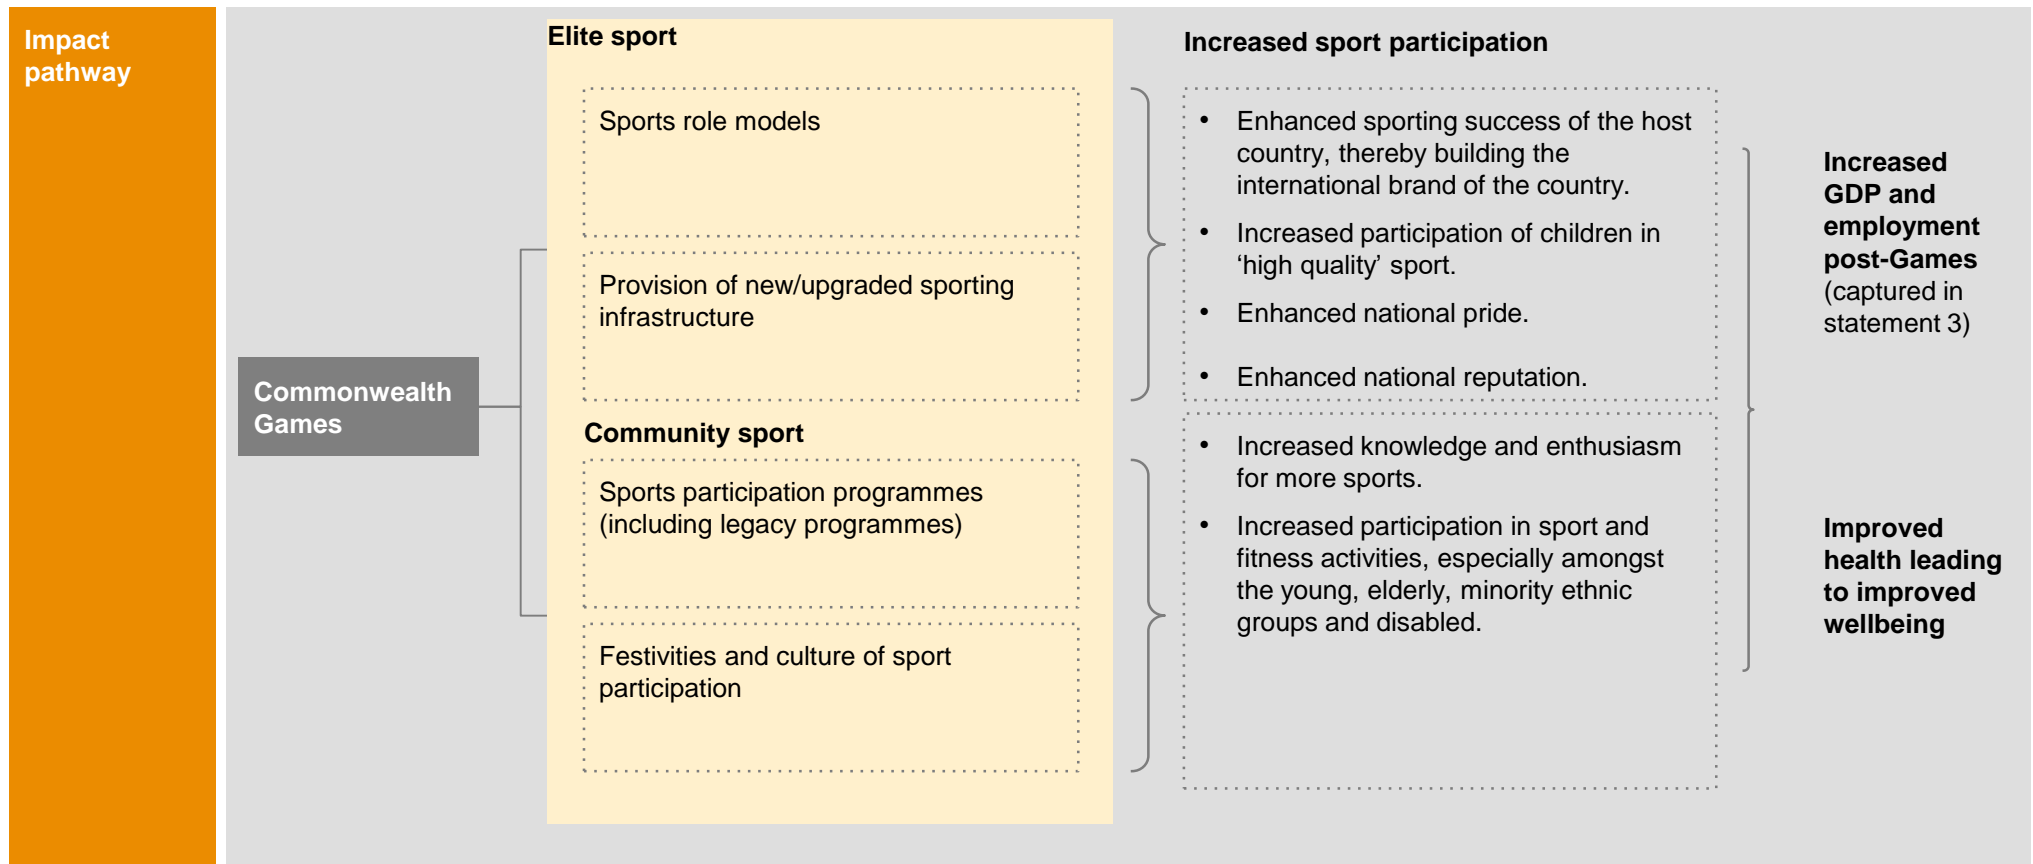 Impact
pathway
Commonwealth
Games
Elite sport
Sports role models
Provision of new/upgraded sporting
infrastructure
Community sport
Sports participation programmes
(including legacy programmes)
Festivities and culture of sport
participation
Increased sport participation
• Enhanced sporting success of the host
country, thereby building the
international brand of the country.
• Increased participation of children in
‘high quality’ sport.
• Enhanced national pride.
• Enhanced national reputation.
• Increased knowledge and enthusiasm
for more sports.
• Increased participation in sport and
fitness activities, especially amongst
the young, elderly, minority ethnic
groups and disabled.
Increased
GDP and
employment
post-Games
(captured in
statement 3)
Improved
health leading
to improved
wellbeing